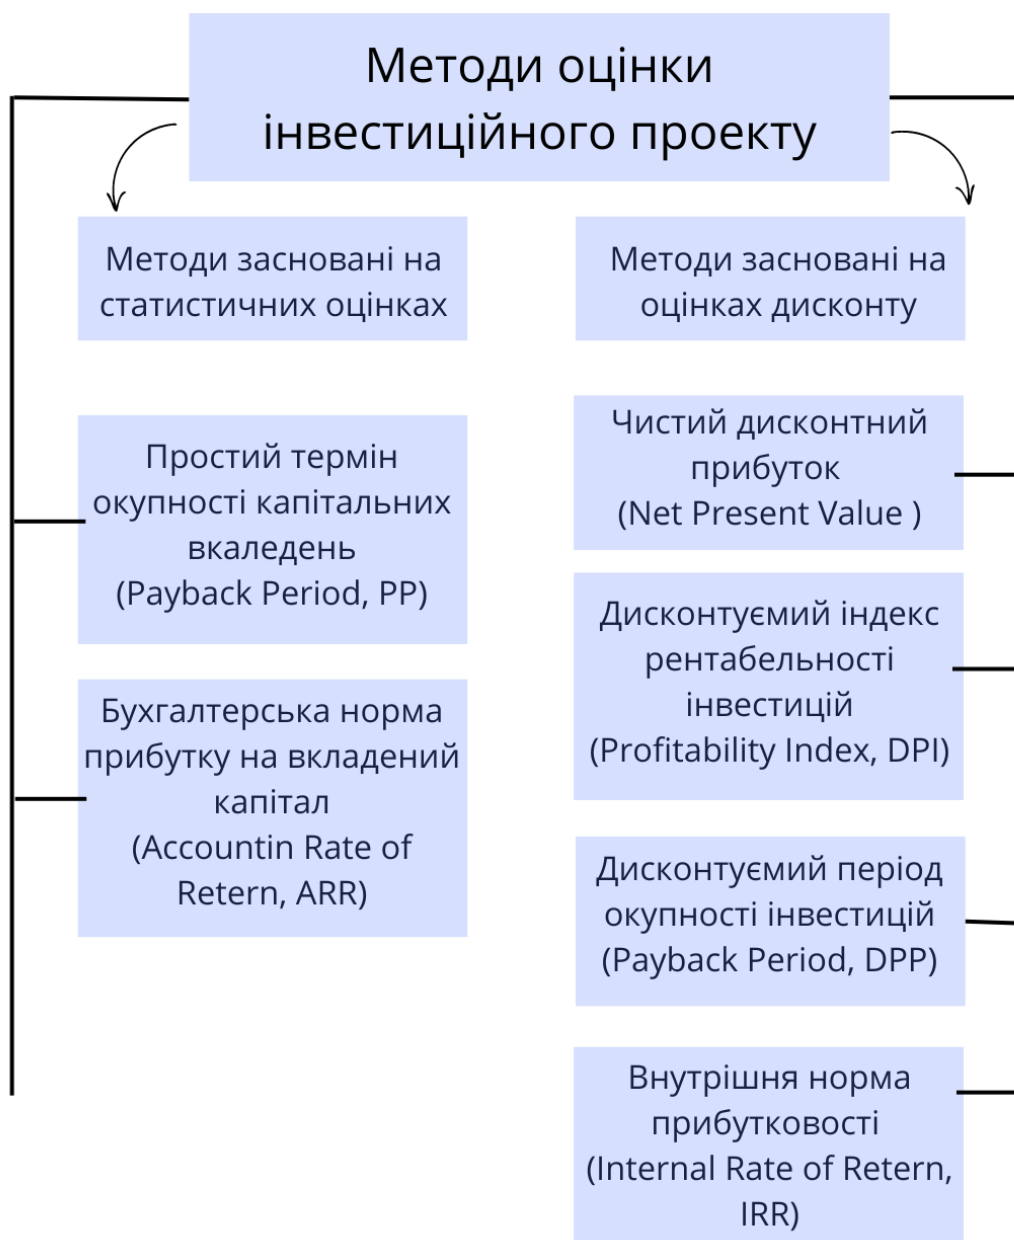 Методи оцінки
інвестиційного проекту
Методи засновані на
статистичних оцінках
Простий термін
окупності капітальних
вкаледень
(Payback Period, PP)
Бухгалтерська норма
прибутку на вкладений
капітал
(Accountin Rate of
Retern, ARR)
Методи засновані на
оцінках дисконту
Чистий дисконтний
прибуток
(Net Present Value )
Дисконтуємий індекс
рентабельності
інвестицій
(Profitability Index, DPI)
Дисконтуємий період
окупності інвестицій
(Payback Period, DPP)
Внутрішня норма
прибутковості
(Internal Rate of Retern,
IRR)